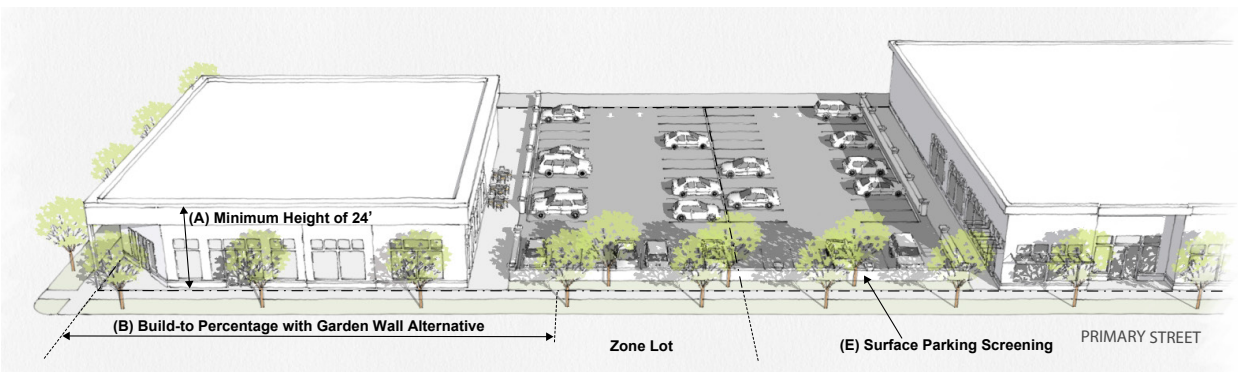 (A) Minimum Height of 24’
(B) Build-to Percentage with Garden Wall Alternative
Zone Lot
(E) Surface Parking Screening
PRIMARY STREET